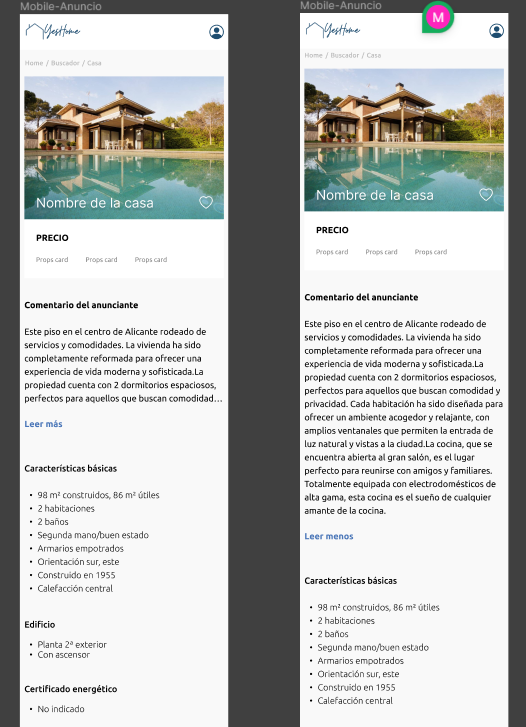 Mobile-Anuncio
YesHome
Home / Buscador / Casa
Nombre de la casa
PRECIO
Props card Props card Props card
Comentario del anunciante
Este piso en el centro de Alicante rodeado de
servicios y comodidades. La vivienda ha sido
completamente reformada para ofrecer una
experiencia de vida moderna y sofisticada.La
propiedad cuenta con 2 dormitorios espaciosos,
perfectos para aquellos que buscan comodidad...
Leer más
Características básicas
• 98 m² construidos, 86 m² útiles
• 2 habitaciones
• 2 baños
• Segunda mano/buen estado
• Armarios empotrados
• Orientación sur, este
• Construido en 1955
• Calefacción central
Edificio
• Planta 2ª exterior
• Con ascensor
Certificado energético
• No indicado
Mobile-Anuncio
M
YesHome
Home / Buscador / Casa
Nombre de la casa
PRECIO
Props card Props card Props card
Comentario del anunciante
Este piso en el centro de Alicante rodeado de
servicios y comodidades. La vivienda ha sido
completamente reformada para ofrecer una
experiencia de vida moderna y sofisticada.La
propiedad cuenta con 2 dormitorios espaciosos,
perfectos para aquellos que buscan comodidad y
privacidad. Cada habitación ha sido diseñada para
ofrecer un ambiente acogedor y relajante, con
amplios ventanales que permiten la entrada de
luz natural y vistas a la ciudad.La cocina, que se
encuentra abierta al gran salón, es el lugar
perfecto para reunirse con amigos y familiares.
Totalmente equipada con electrodomésticos de
alta gama, esta cocina es el sueño de cualquier
amante de la cocina.
Leer menos
Características básicas
• 98 m² construidos, 86 m² útiles
• 2 habitaciones
• 2 baños
• Segunda mano/buen estado
• Armarios empotrados
• Orientación sur, este
• Construido en 1955
• Calefacción central